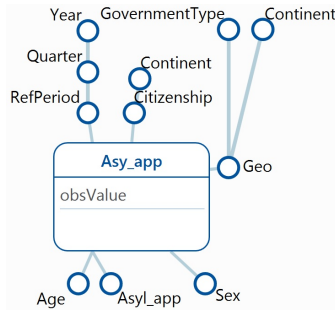 Year
GovernmentType
Continent
Quarter
Continent
RefPeriod
Citizenship
Asy_app
obsValue
Geo
Age
Asyl_app
Sex